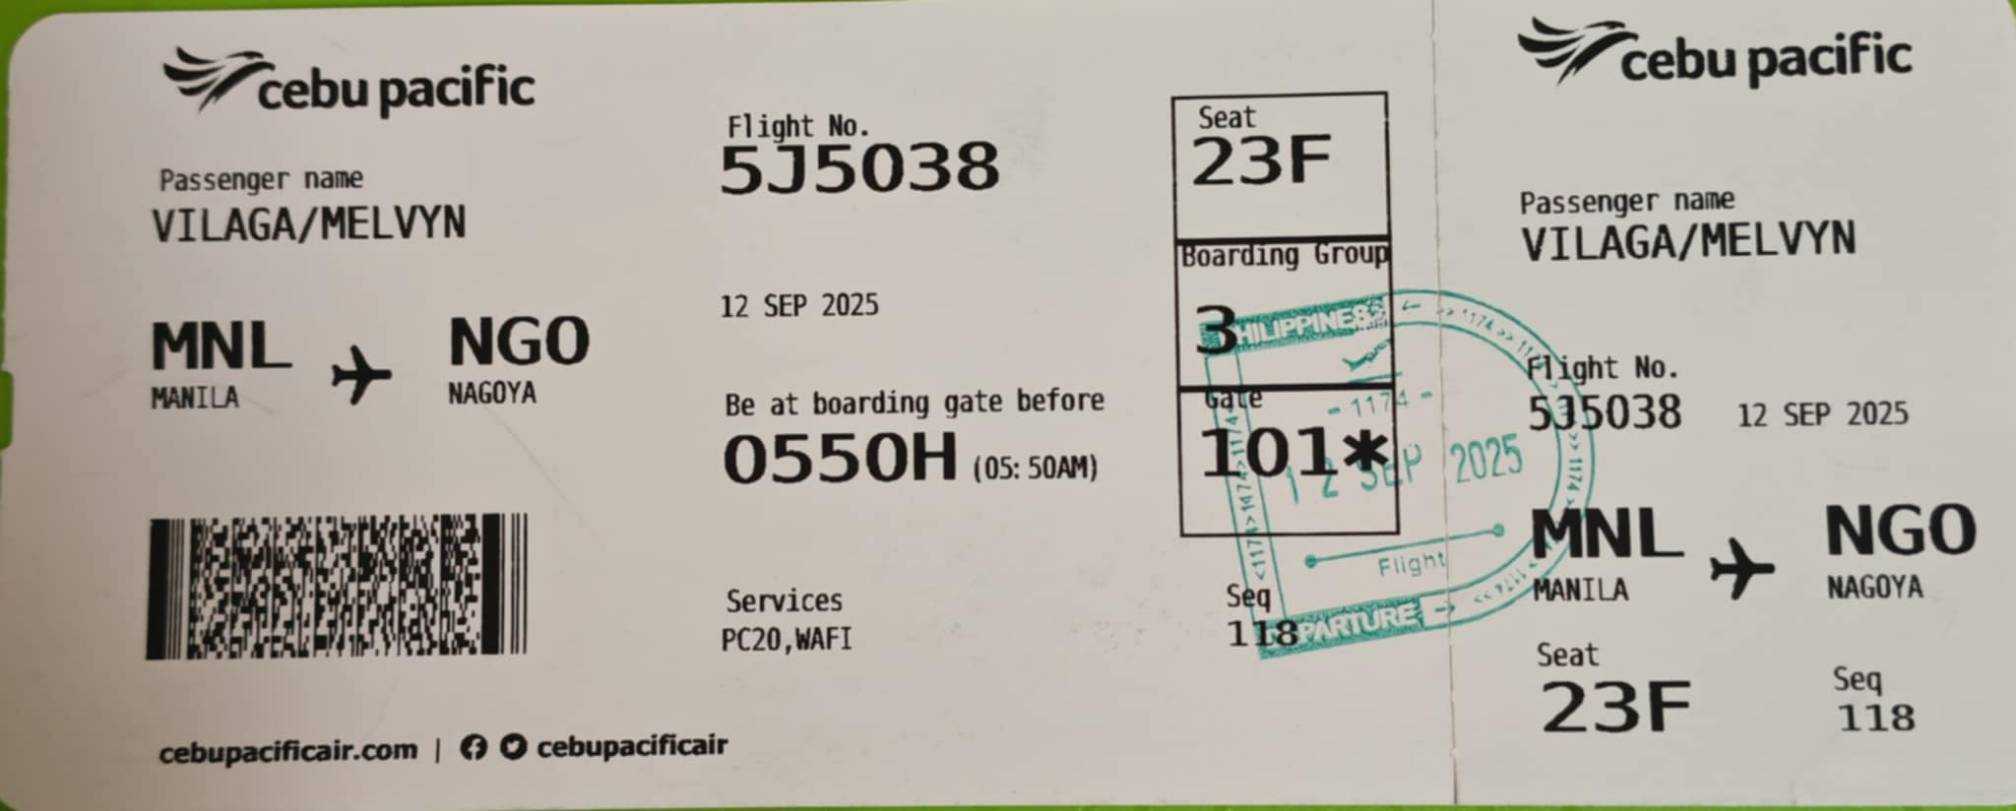 cebu pacific
Passenger name
VILAGA/MELVYN
MNL NGO
MANILA NAGOYA
Flight No.
5J5038
12 SEP 2025
Be at boarding gate before
0550H (05:50AM)
Services
PC20,WAFI
Seat
23F
Boarding Group
3
Gate
101*
Seq
118
cebupacificair.com | cebupacificair
HILIPPINES
- 1174 -
12 SEP 2025
Flight
PARTURE
cebu pacific
Passenger name
VILAGA/MELVYN
Flight No.
5J5038 12 SEP 2025
MNL NGO
MANILA NAGOYA
Seat
23F
Seq
118